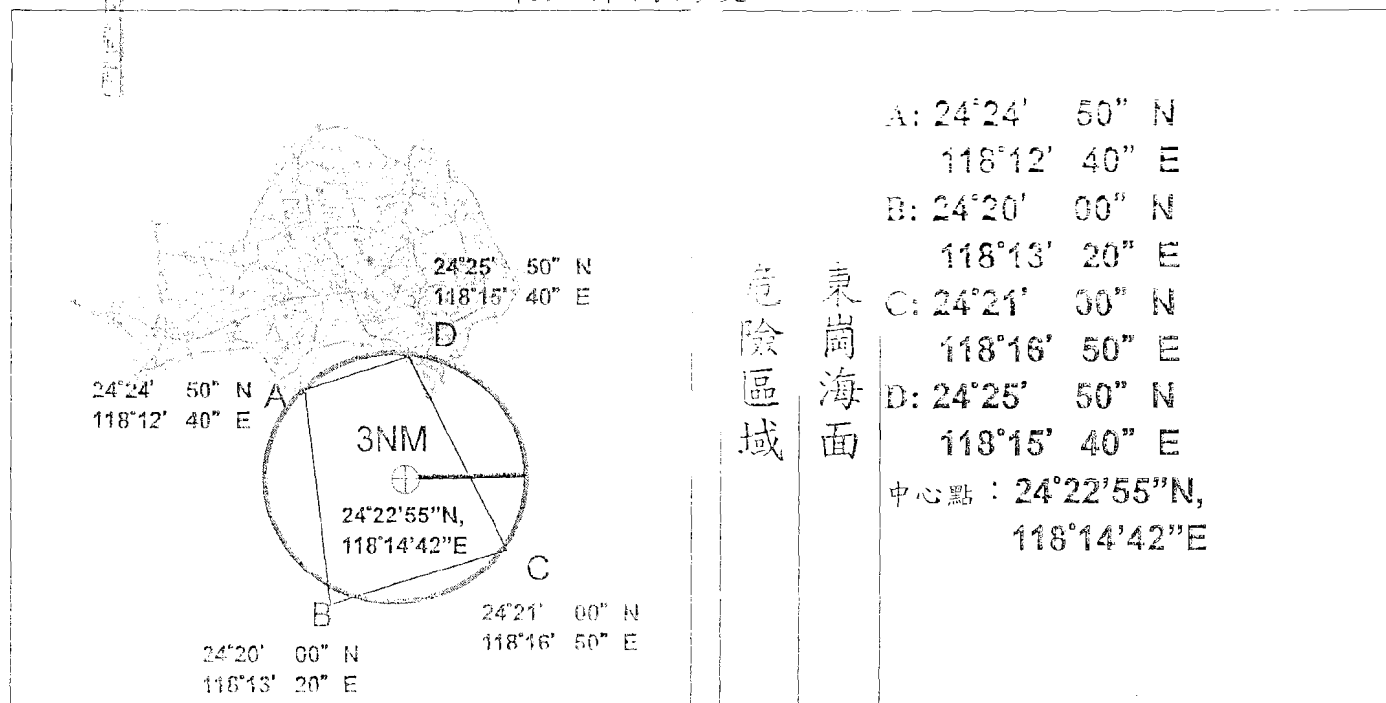 24°25' 50" N
118°15' 40" E
D
24°24' 50" N
118°12' 40" E
A
3NM
24°22'55"N,
118°14'42"E
C
B
24°21' 00" N
118°16' 50" E
24°20' 00" N
118°13' 20" E
東崗海面
危險區域
A: 24°24' 50" N
118°12' 40" E
B: 24°20' 00" N
118°13' 20" E
C: 24°21' 00" N
118°16' 50" E
D: 24°25' 50" N
118°15' 40" E
中心點：24°22'55"N,
118°14'42"E